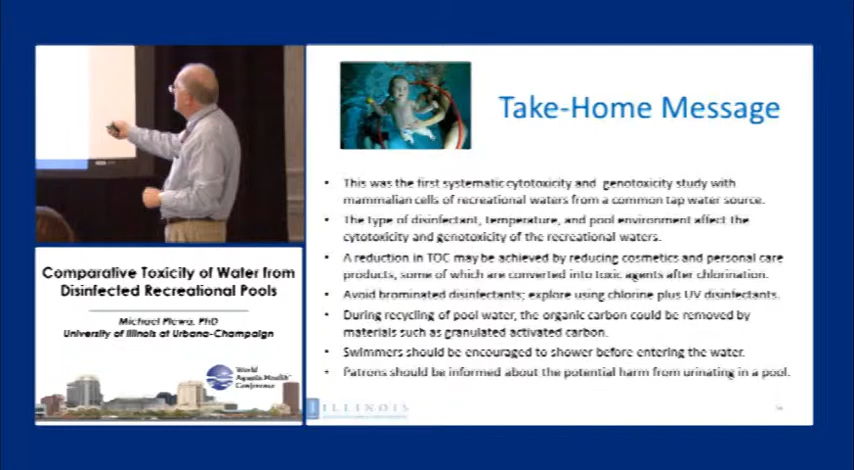 Take-Home Message
• This was the first systematic cytotoxicity and genotoxicity study with
mammalian cells of recreational waters from a common tap water source.
• The type of disinfectant, temperature, and pool environment affect the
cytotoxicity and genotoxicity of the recreational waters.
• A reduction in TOC may be achieved by reducing cosmetics and personal care
products, some of which are converted into toxic agents after chlorination.
• Avoid brominated disinfectants; explore using chlorine plus UV disinfectants.
• During recycling of pool water, the organic carbon could be removed by
materials such as granulated activated carbon.
• Swimmers should be encouraged to shower before entering the water.
• Patrons should be informed about the potential harm from urinating in a pool.
ILLINOIS
Comparative Toxicity of Water from
Disinfected Recreational Pools
Michael Plewa, PhD
University of Illinois at Urbana-Champaign
World
Aquatic Health™
Conference